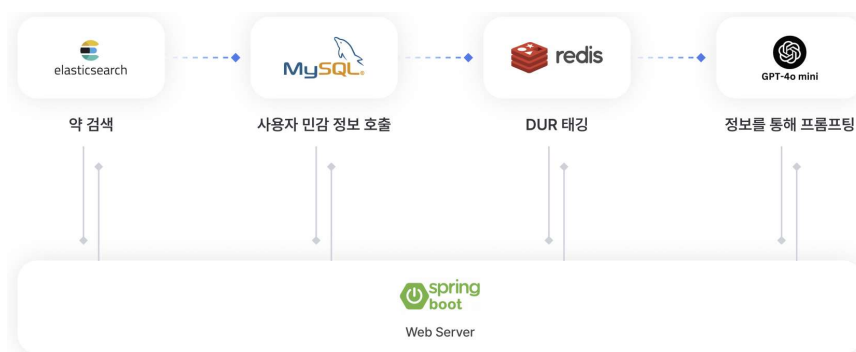 elasticsearch
MySQL®
redis
GPT-4o mini
약 검색
사용자 민감 정보 호출
DUR 태깅
정보를 통해 프롬프팅
spring
boot
Web Server